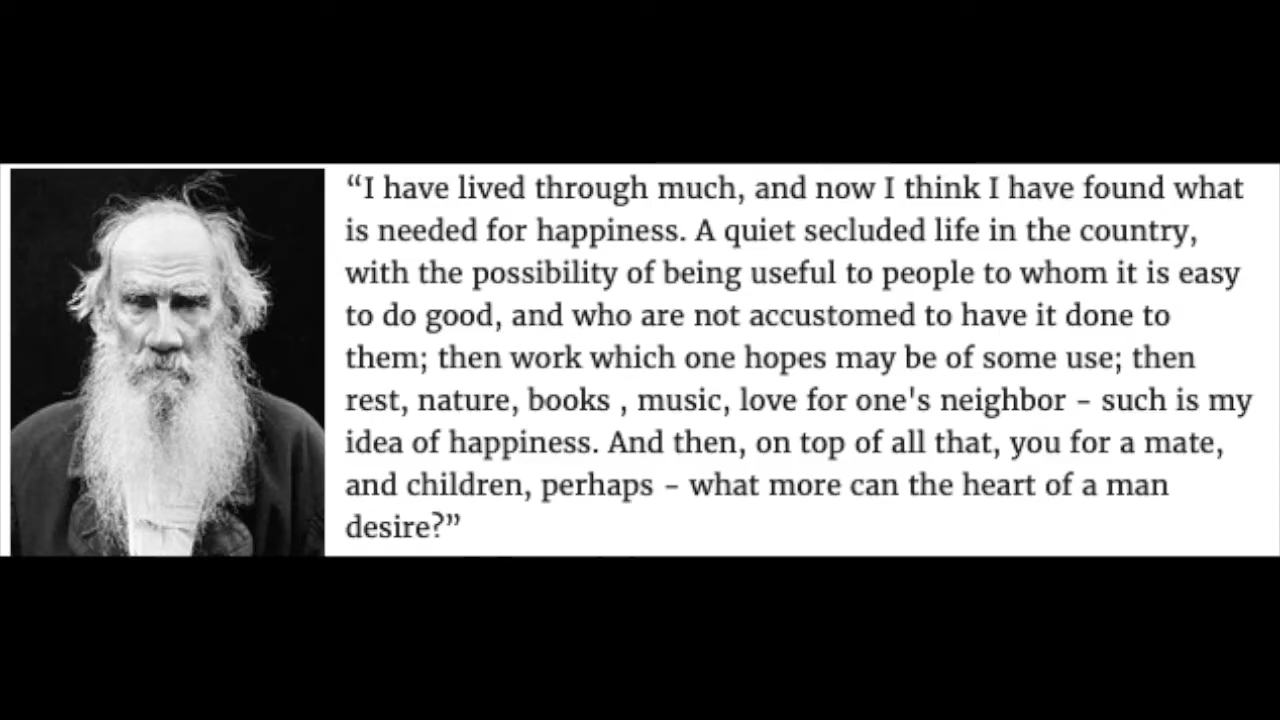 “I have lived through much, and now I think I have found what
is needed for happiness. A quiet secluded life in the country,
with the possibility of being useful to people to whom it is easy
to do good, and who are not accustomed to have it done to
them; then work which one hopes may be of some use; then
rest, nature, books , music, love for one's neighbor - such is my
idea of happiness. And then, on top of all that, you for a mate,
and children, perhaps - what more can the heart of a man
desire?”